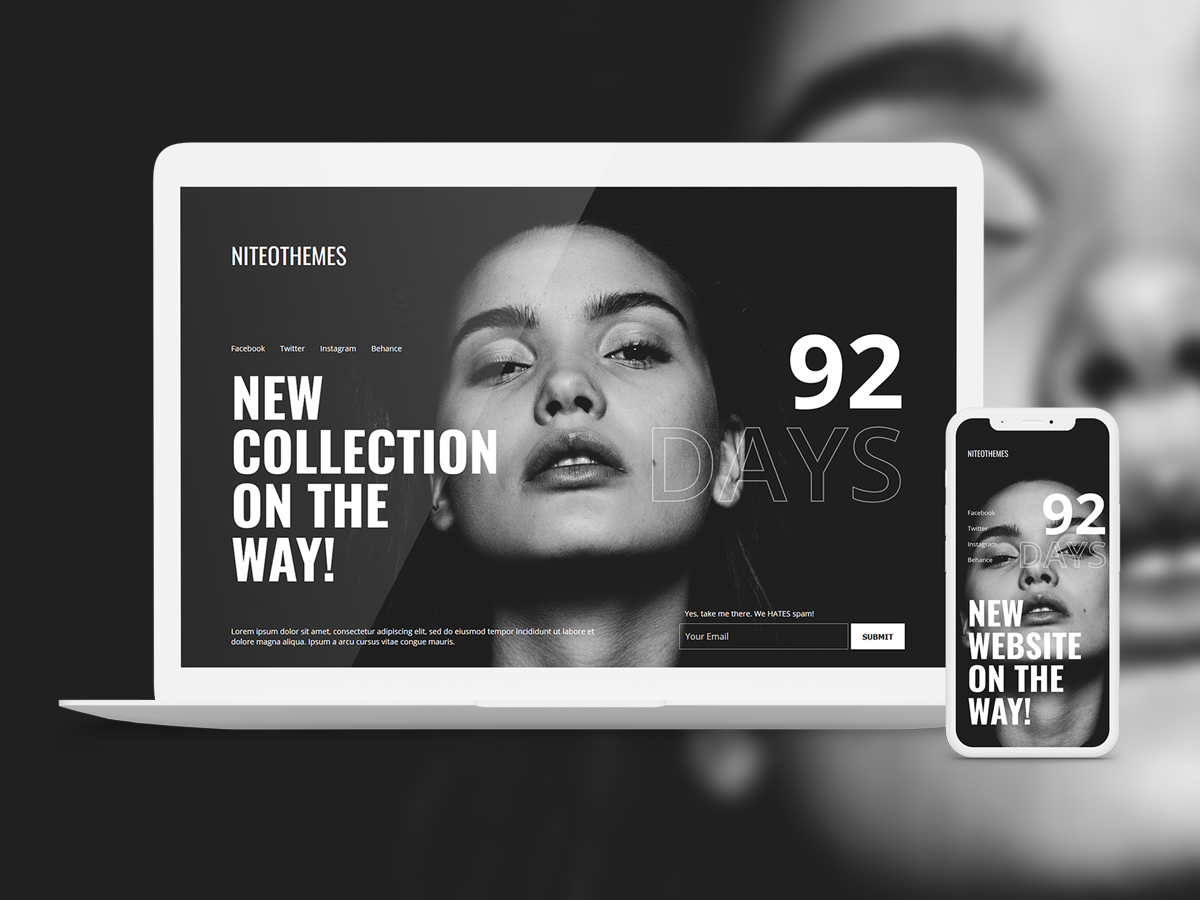 NITEOTHEMES
Facebook Twitter Instagram Behance
NEW
COLLECTION
ON THE
WAY!
Lorem ipsum dolor sit amet, consectetur adipiscing elit, sed do eiusmod tempor incididunt ut labore et
dolore magna aliqua. Ipsum a arcu cursus vitae congue mauris.
92
DAYS
Yes, take me there. We HATES spam!
Your Email SUBMIT
NITEOTHEMES
Facebook
Twitter
Instagram
Behance
92
DAYS
NEW
WEBSITE
ON THE
WAY!